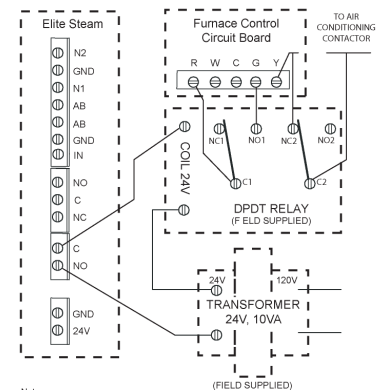 Elite Steam
Furnace Control
Circuit Board
TO AIR
CONDITIONING
CONTACTOR
R W C G Y
N2
GND
N1
AB
AB
GND
IN
NO
C
NC
C
NO
GND
24V
COIL 24V
NC1
NO1
NC2
NO2
C1
C2
DPDT RELAY
(F ELD SUPPLIED)
24V
120V
TRANSFORMER
24V, 10VA
(FIELD SUPPLIED)